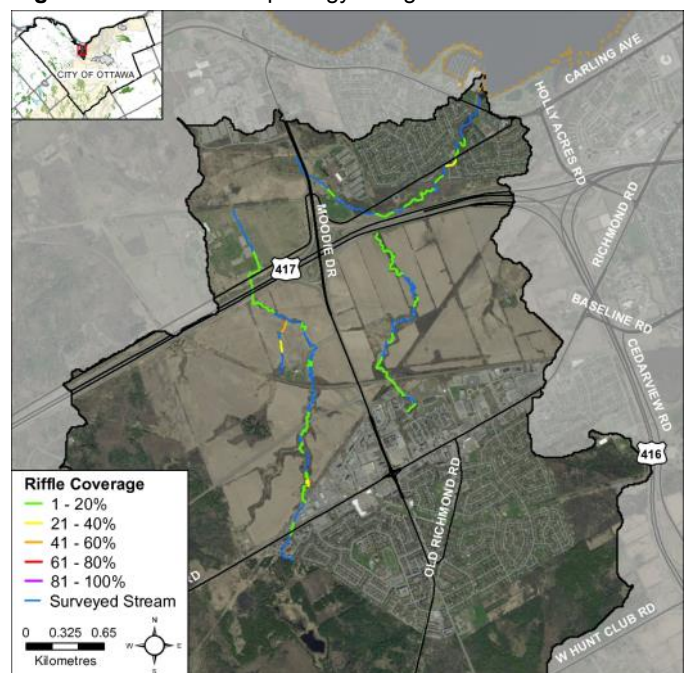 CITY OF OTTAWA
CARLING AVE
HOLLY ACRES RD
RICHMOND RD
MOODIE DR
417
BASELINE RD
CEDARVIEW RD
416
OLD RICHMOND RD
W HUNT CLUB RD
RD
Riffle Coverage
1 - 20%
21 - 40%
41 - 60%
61 - 80%
81 - 100%
Surveyed Stream
0 0.325 0.65
Kilometres
N
W E
S